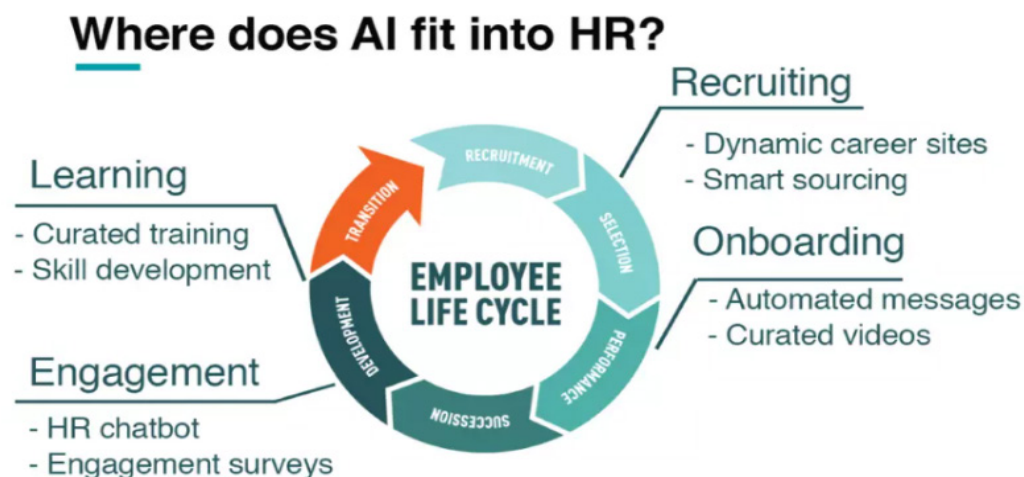 Where does AI fit into HR?
Recruiting
- Dynamic career sites
- Smart sourcing
Onboarding
- Automated messages
- Curated videos
Learning
- Curated training
- Skill development
Engagement
- HR chatbot
- Engagement surveys
EMPLOYEE
LIFE CYCLE
RECRUITMENT
SELECTION
PERFORMANCE
SUCCESSION
DEVELOPMENT
TRANSITION